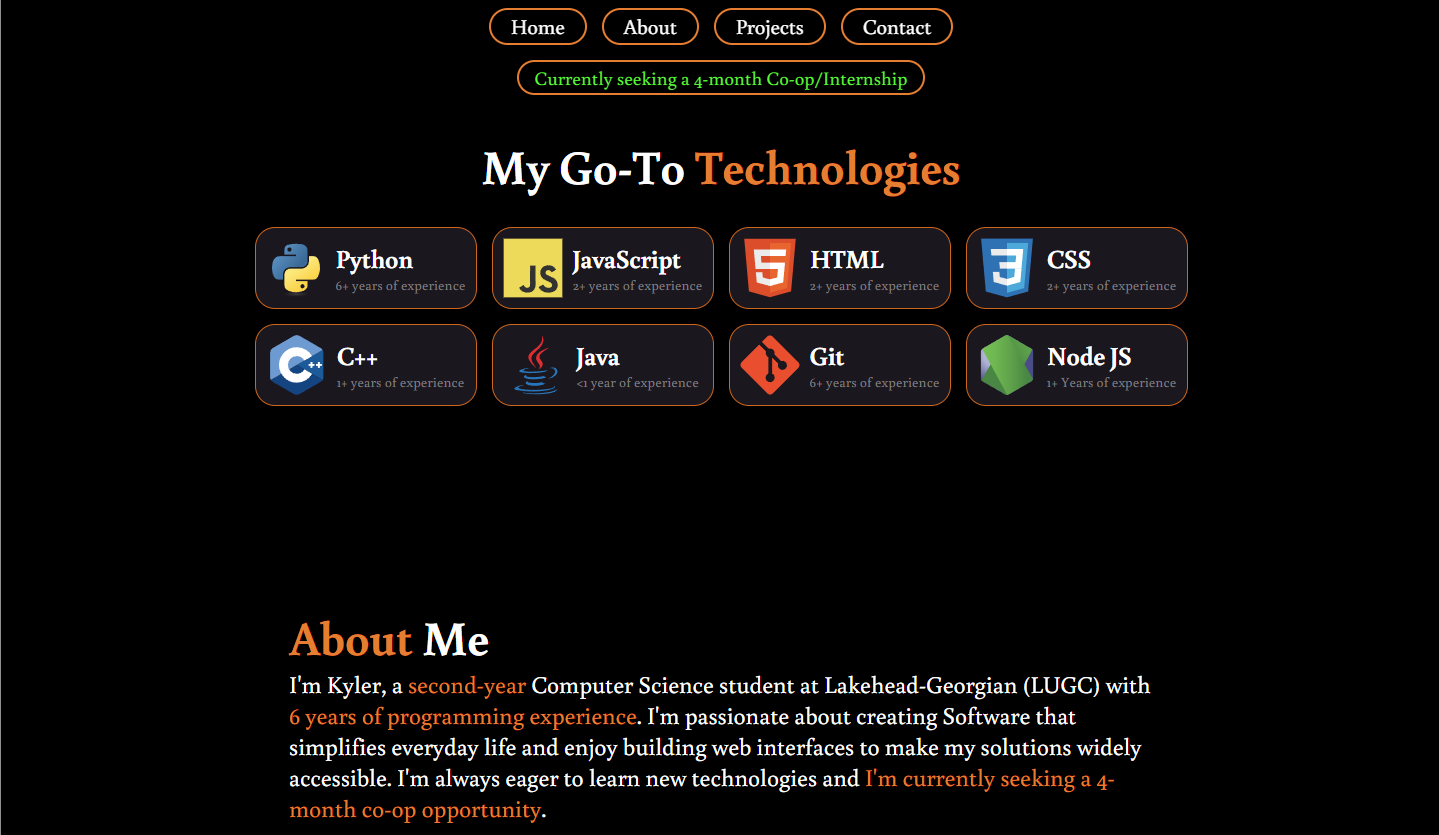 Home About Projects Contact
Currently seeking a 4-month Co-op/Internship
My Go-To Technologies
Python
6+ years of experience
JS
JavaScript
2+ years of experience
5
HTML
2+ years of experience
3
CSS
2+ years of experience
C++
C++
1+ years of experience
Java
<1 year of experience
Git
6+ years of experience
Node JS
1+ Years of experience
About Me
I'm Kyler, a second-year Computer Science student at Lakehead-Georgian (LUGC) with
6 years of programming experience. I'm passionate about creating Software that
simplifies everyday life and enjoy building web interfaces to make my solutions widely
accessible. I'm always eager to learn new technologies and I'm currently seeking a 4-
month co-op opportunity.